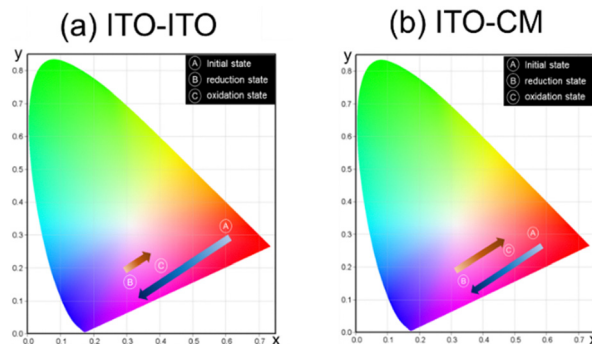 (a) ITO-ITO
y
Ⓐ Initial state
Ⓑ reduction state
Ⓒ oxidation state
0.8
0.7
0.6
0.5
0.4
0.3
0.2
0.1
0.0
Ⓐ
Ⓒ
Ⓑ
0.0 0.1 0.2 0.3 0.4 0.5 0.6 0.7 x
(b) ITO-CM
y
Ⓐ Initial state
Ⓑ reduction state
Ⓒ oxidation state
0.8
0.7
0.6
0.5
0.4
0.3
0.2
0.1
0.0
Ⓐ
Ⓒ
Ⓑ
0.0 0.1 0.2 0.3 0.4 0.5 0.6 0.7 x